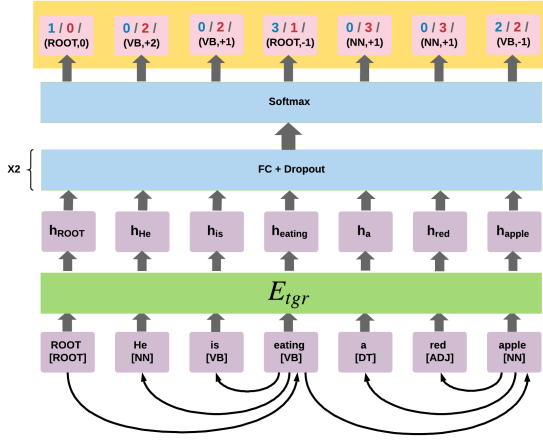 1 / 0 / 0 / 2 / 0 / 2 / 3 / 1 / 0 / 3 / 0 / 3 / 2 / 2 /
(ROOT,0) (VB,+2) (VB,+1) (ROOT,-1) (NN,+1) (NN,+1) (VB,-1)
Softmax
X2 FC + Dropout
hROOT hHe his heating ha hred happle
Etgr
ROOT He is eating a red apple
[ROOT] [NN] [VB] [VB] [DT] [ADJ] [NN]